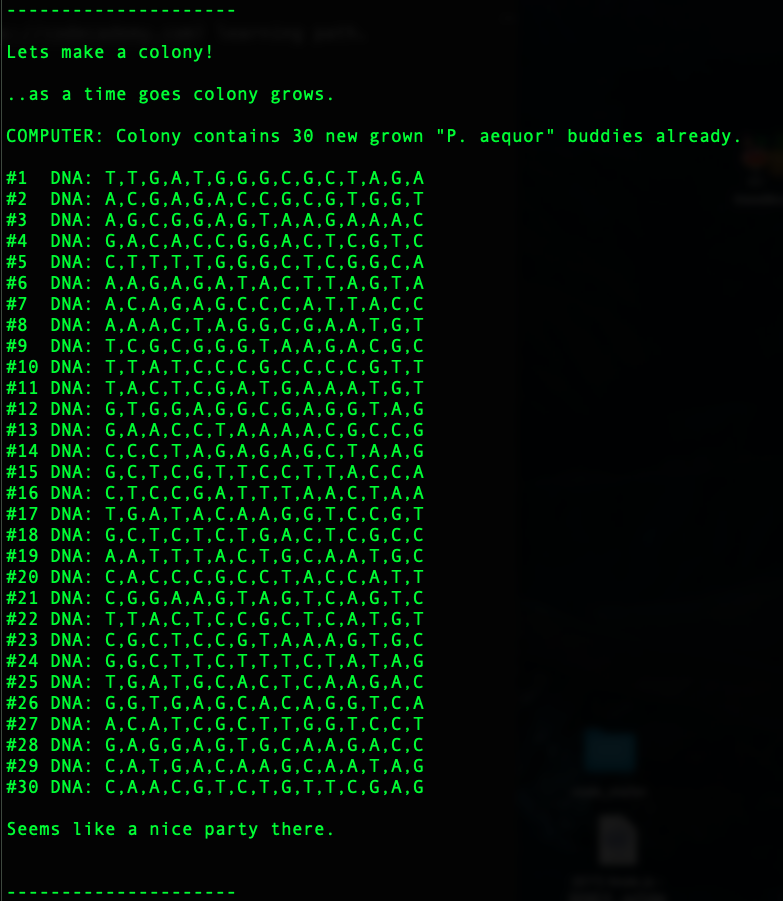 ---------------------
Lets make a colony!
..as a time goes colony grows.
COMPUTER: Colony contains 30 new grown "P. aequor" buddies already.
#1  DNA: T,T,G,A,T,G,G,G,C,G,C,T,A,G,A
#2  DNA: A,C,G,A,G,A,C,C,G,C,G,T,G,G,T
#3  DNA: A,G,C,G,G,A,G,T,A,A,G,A,A,A,C
#4  DNA: G,A,C,A,C,C,G,G,A,C,T,C,G,T,C
#5  DNA: C,T,T,T,T,G,G,G,C,T,C,G,G,C,A
#6  DNA: A,A,G,A,G,A,T,A,C,T,T,A,G,T,A
#7  DNA: A,C,A,G,A,G,C,C,C,A,T,T,A,C,C
#8  DNA: A,A,A,C,T,A,G,G,C,G,A,A,T,G,T
#9  DNA: T,C,G,C,G,G,G,T,A,A,G,A,C,G,C
#10 DNA: T,T,A,T,C,C,C,G,C,C,C,C,G,T,T
#11 DNA: T,A,C,T,C,G,A,T,G,A,A,A,T,G,T
#12 DNA: G,T,G,G,A,G,G,C,G,A,G,G,T,A,G
#13 DNA: G,A,A,C,C,T,A,A,A,A,C,G,C,C,G
#14 DNA: C,C,C,T,A,G,A,G,A,G,C,T,A,A,G
#15 DNA: G,C,T,C,G,T,T,C,C,T,T,A,C,C,A
#16 DNA: C,T,C,C,G,A,T,T,T,A,A,C,T,A,A
#17 DNA: T,G,A,T,A,C,A,A,G,G,T,C,C,G,T
#18 DNA: G,C,T,C,T,C,T,G,A,C,T,C,G,C,C
#19 DNA: A,A,T,T,T,A,C,T,G,C,A,A,T,G,C
#20 DNA: C,A,C,C,C,G,C,C,T,A,C,C,A,T,T
#21 DNA: C,G,G,A,A,G,T,A,G,T,C,A,G,T,C
#22 DNA: T,T,A,C,T,C,C,G,C,T,C,A,T,G,T
#23 DNA: C,G,C,T,C,C,G,T,A,A,A,G,T,G,C
#24 DNA: G,G,C,T,T,C,T,T,T,C,T,A,T,A,G
#25 DNA: T,G,A,T,G,C,A,C,T,C,A,A,G,A,C
#26 DNA: G,G,T,G,A,G,C,A,C,A,G,G,T,C,A
#27 DNA: A,C,A,T,C,G,C,T,T,G,G,T,C,C,T
#28 DNA: G,A,G,G,A,G,T,G,C,A,A,G,A,C,C
#29 DNA: C,A,T,G,A,C,A,A,G,C,A,A,T,A,G
#30 DNA: C,A,A,C,G,T,C,T,G,T,T,C,G,A,G
Seems like a nice party there.
---------------------